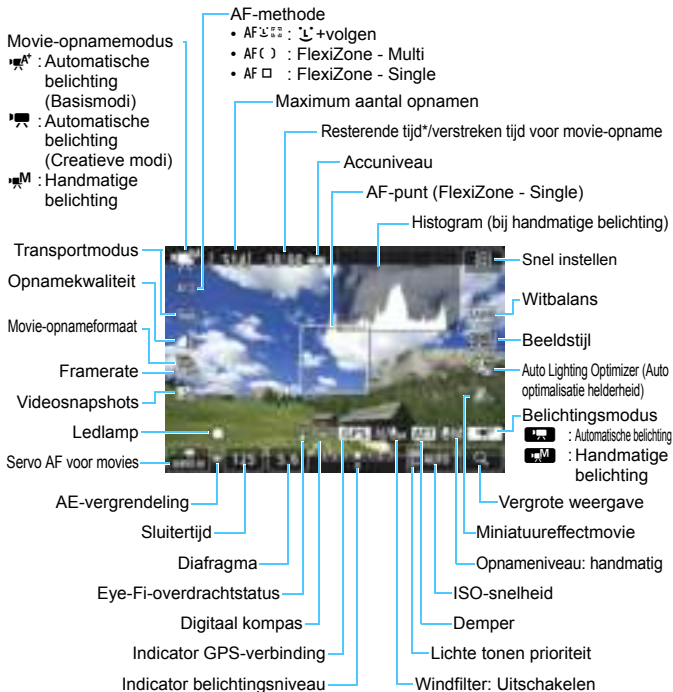 AF-methode
• AF : +volgen
• AF( ) : FlexiZone - Multi
• AF □ : FlexiZone - Single
Movie-opnamemodus
: Automatische
belichting
(Basismodi)
: Automatische
belichting
(Creatieve modi)
M : Handmatige
belichting
Maximum aantal opnamen
Resterende tijd*/verstreken tijd voor movie-opname
Accuniveau
AF-punt (FlexiZone - Single)
Histogram (bij handmatige belichting)
Transportmodus
Opnamekwaliteit
Movie-opnameformaat
Framerate
Videosnapshots
Ledlamp
Servo AF voor movies
Snel instellen
Witbalans
Beeldstijl
Auto Lighting Optimizer (Auto
optimalisatie helderheid)
Belichtingsmodus
: Automatische belichting
M : Handmatige
belichting
GPS
125
5.6
AE-vergrendeling
Sluitertijd
Diafragma
Eye-Fi-overdrachtstatus
Digitaal kompas
Indicator GPS-verbinding
Indicator belichtingsniveau
Vergrote weergave
Miniatuureffectmovie
Opnameniveau: handmatig
ISO-snelheid
Demper
Lichte tonen prioriteit
Windfilter: Uitschakelen